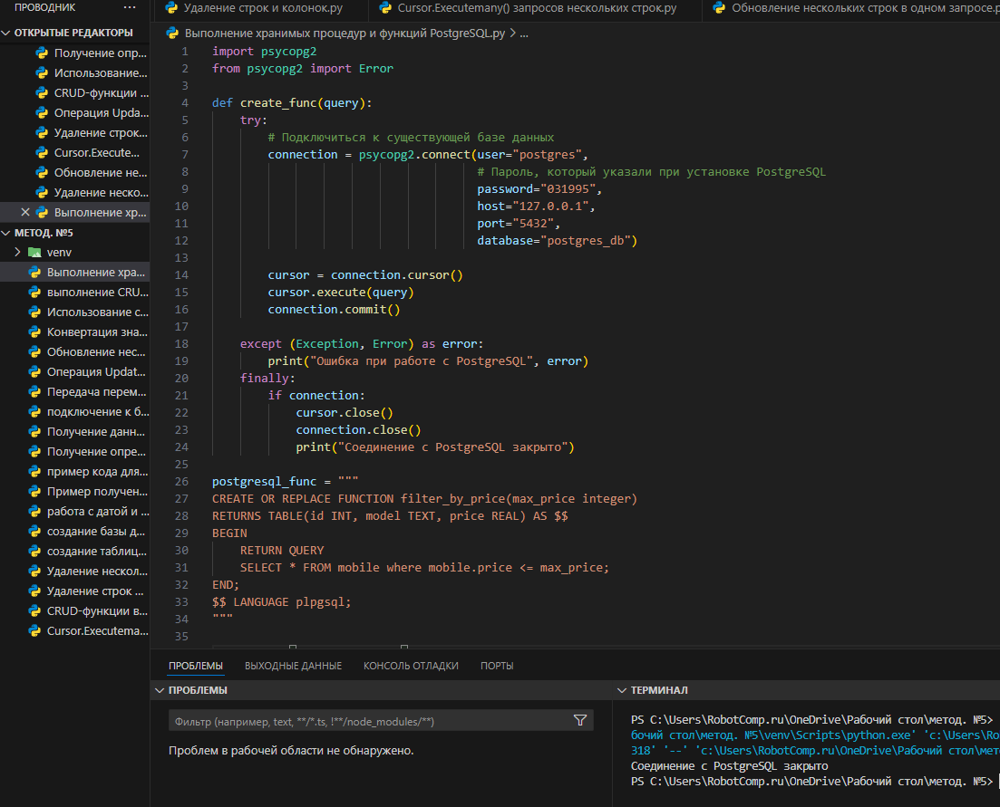 ПРОВОДНИК ...
Удаление строк и колонок.py
Cursor.Executemany() запросов нескольких строк.py
Обновление нескольких строк в одном запросе.p
ОТКРЫТЫЕ РЕДАКТОРЫ
Получение опр...
Использование...
CRUD-функции ...
Операция Upda...
Удаление строк...
Cursor.Execute...
Обновление не...
Удаление неско...
Выполнение хр...
МЕТОД. №5
venv
Выполнение хра...
выполнение CRU...
Использование с...
Конвертация зна...
Обновление нес...
Операция Updat...
Передача перем...
подключение к б...
Получение данн...
Получение опре...
пример кода для...
Пример получен...
работа с датой и ...
создание базы д...
создание таблиц...
Удаление нескол...
Удаление строк ...
CRUD-функции в...
Cursor.Executema...
Выполнение хранимых процедур и функций PostgreSQL.py > ...
1 import psycopg2
2 from psycopg2 import Error
3
4 def create_func(query):
5 try:
6 # Подключиться к существующей базе данных
7 connection = psycopg2.connect(user="postgres",
8 # Пароль, который указали при установке PostgreSQL
9 password="031995",
10 host="127.0.0.1",
11 port="5432",
12 database="postgres_db")
13
14 cursor = connection.cursor()
15 cursor.execute(query)
16 connection.commit()
17
18 except (Exception, Error) as error:
19 print("Ошибка при работе с PostgreSQL", error)
20 finally:
21 if connection:
22 cursor.close()
23 connection.close()
24 print("Соединение с PostgreSQL закрыто")
25
26 postgresql_func = """
27 CREATE OR REPLACE FUNCTION filter_by_price(max_price integer)
28 RETURNS TABLE(id INT, model TEXT, price REAL) AS $$
29 BEGIN
30 RETURN QUERY
31 SELECT * FROM mobile where mobile.price <= max_price;
32 END;
33 $$ LANGUAGE plpgsql;
34 """
35
ПРОБЛЕМЫ ВЫХОДНЫЕ ДАННЫЕ КОНСОЛЬ ОТЛАДКИ ПОРТЫ
ПРОБЛЕМЫ
Фильтр (например, text, **/*.ts, !**/node_modules/**)
Проблем в рабочей области не обнаружено.
ТЕРМИНАЛ
PS C:\Users\RobotComp.ru\OneDrive\Рабочий стол\метод. №5>
бочий стол\метод. №5\venv\Scripts\python.exe' 'c:\Users\Ro
318' '--' 'c:\Users\RobotComp.ru\OneDrive\Рабочий стол\мет
Соединение с PostgreSQL закрыто
PS C:\Users\RobotComp.ru\OneDrive\Рабочий стол\метод. №5>